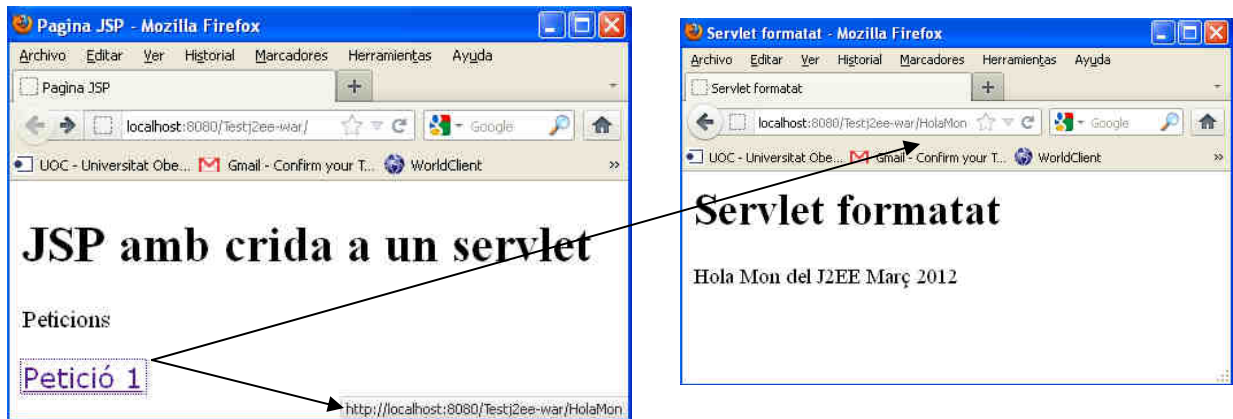 Pagina JSP - Mozilla Firefox
Archivo Editar Ver Historial Marcadores Herramientas Ayuda
Pagina JSP
localhost:8080/Testj2ee-war/
Google
UOC - Universitat Obe... Gmail - Confirm your T... WorldClient »
JSP amb crida a un servlet
Peticions
Petició 1
http://localhost:8080/Testj2ee-war/HolaMon
Servlet formatat - Mozilla Firefox
Archivo Editar Ver Historial Marcadores Herramientas Ayuda
Servlet formatat
localhost:8080/Testj2ee-war/HolaMon
Google
UOC - Universitat Obe... Gmail - Confirm your T... WorldClient »
Servlet formatat
Hola Mon del J2EE Març 2012